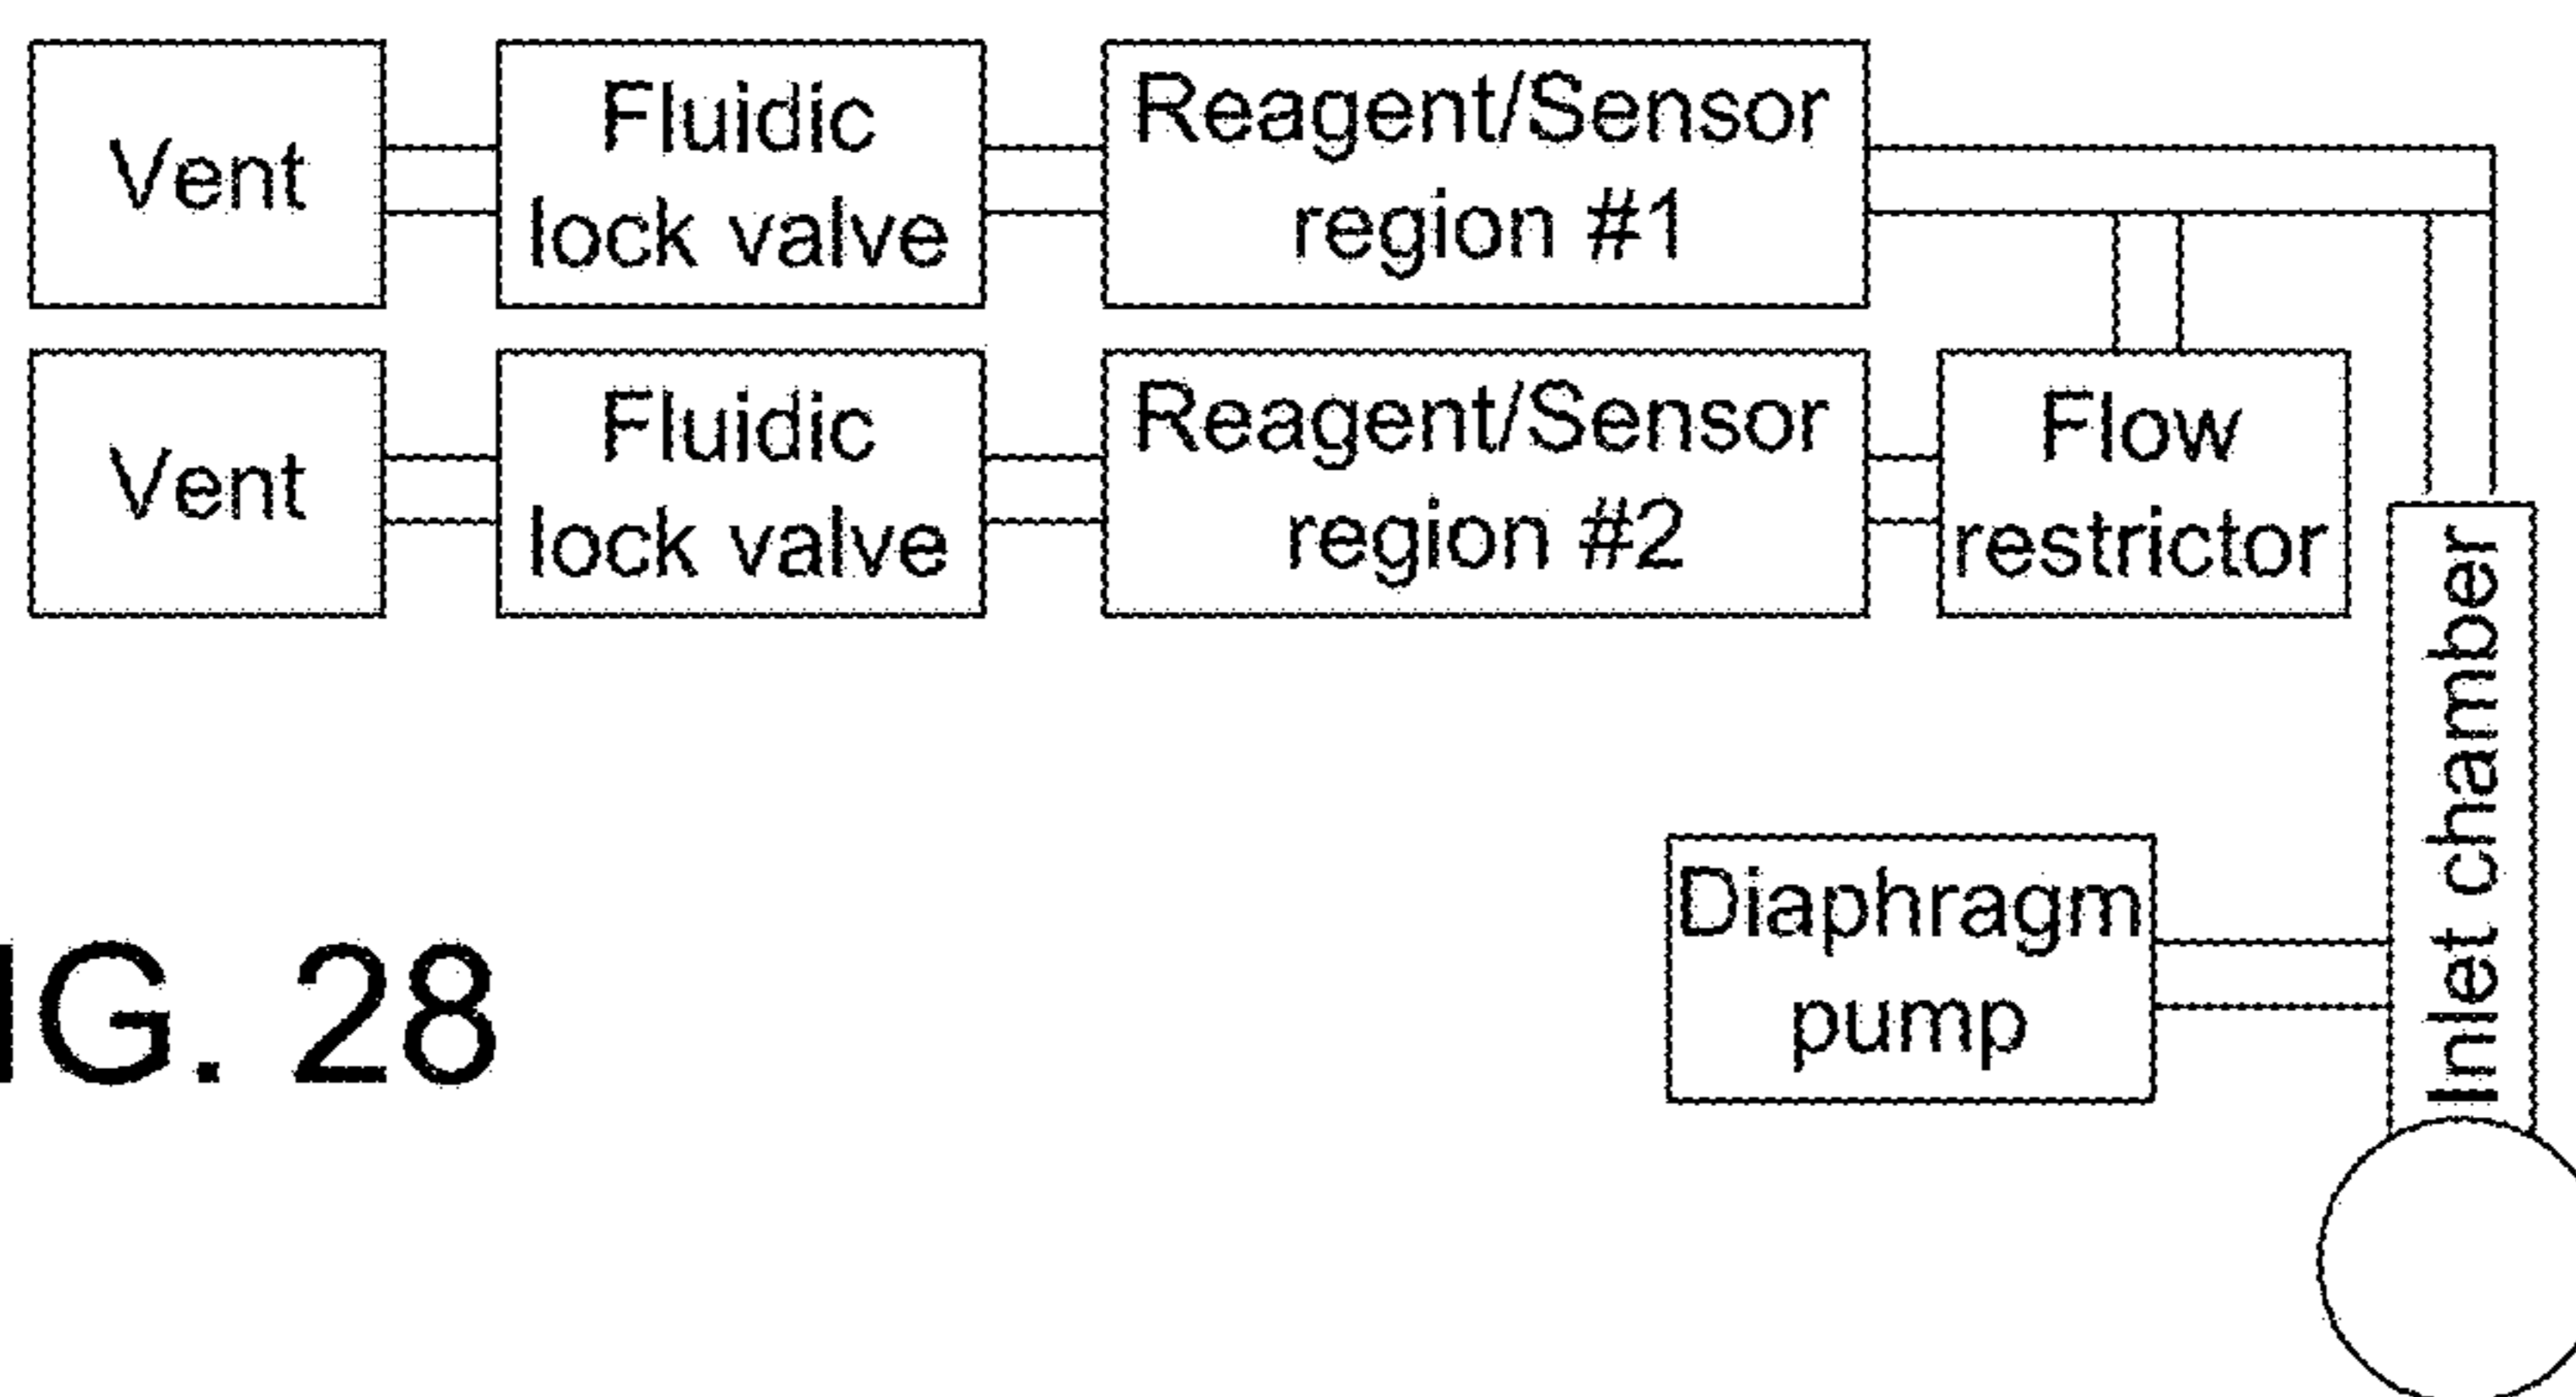 Vent
Fluidic
lock valve
Reagent/Sensor
region #1
Vent
Fluidic
lock valve
Reagent/Sensor
region #2
Flow
restrictor
Inlet chamber
Diaphragm
pump
IG. 28